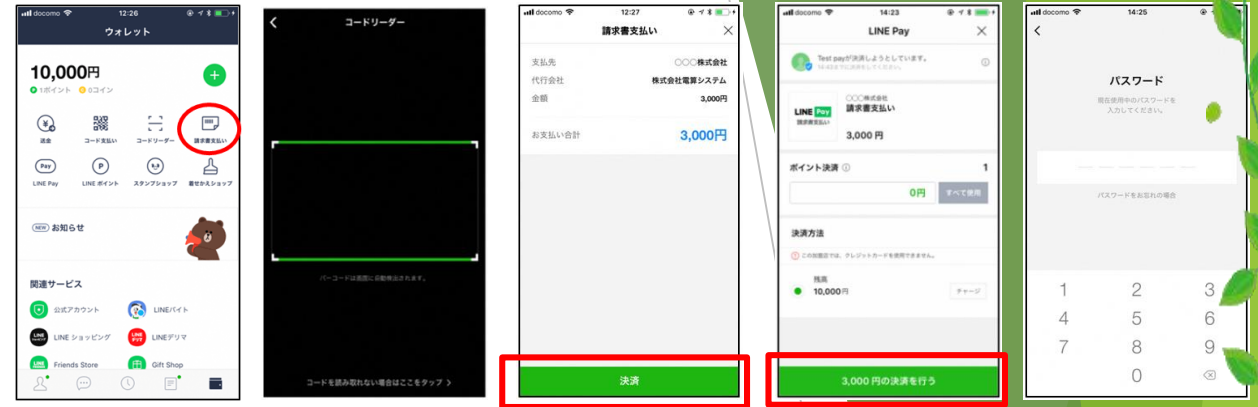 docomo 12:26
ウォレット
10,000円
1ポイント 0コイン
送金 コード支払い コードリーダー 請求書支払い
Pay P
LINE Pay LINE ポイント スタンプショップ 着せかえショップ
NEW お知らせ
関連サービス
公式アカウント LINEバイト
LINE ショッピング LINEデリマ
Friends Store Gift Shop
コードリーダー
バーコードは画面に自動検出されます。
コードを読み取れない場合はここをタップ
docomo 12:27
請求書支払い
支払先 〇〇〇株式会社
代行会社 株式会社電算システム
金額 3,000円
お支払い合計 3,000円
決済
docomo 14:23
LINE Pay
Test payが決済しようとしています。
〇〇〇株式会社
LINE Pay 請求書支払い
請求書支払い
3,000 円
ポイント決済 1
0円 すべて使用
決済方法
この加盟店では、クレジットカードを使用できません。
残高
10,000円 チャージ
3,000 円の決済を行う
docomo 14:25
パスワード
現在使用中のパスワードを
入力してください。
パスワードをお忘れの場合
1 2 3
4 5 6
7 8 9
0